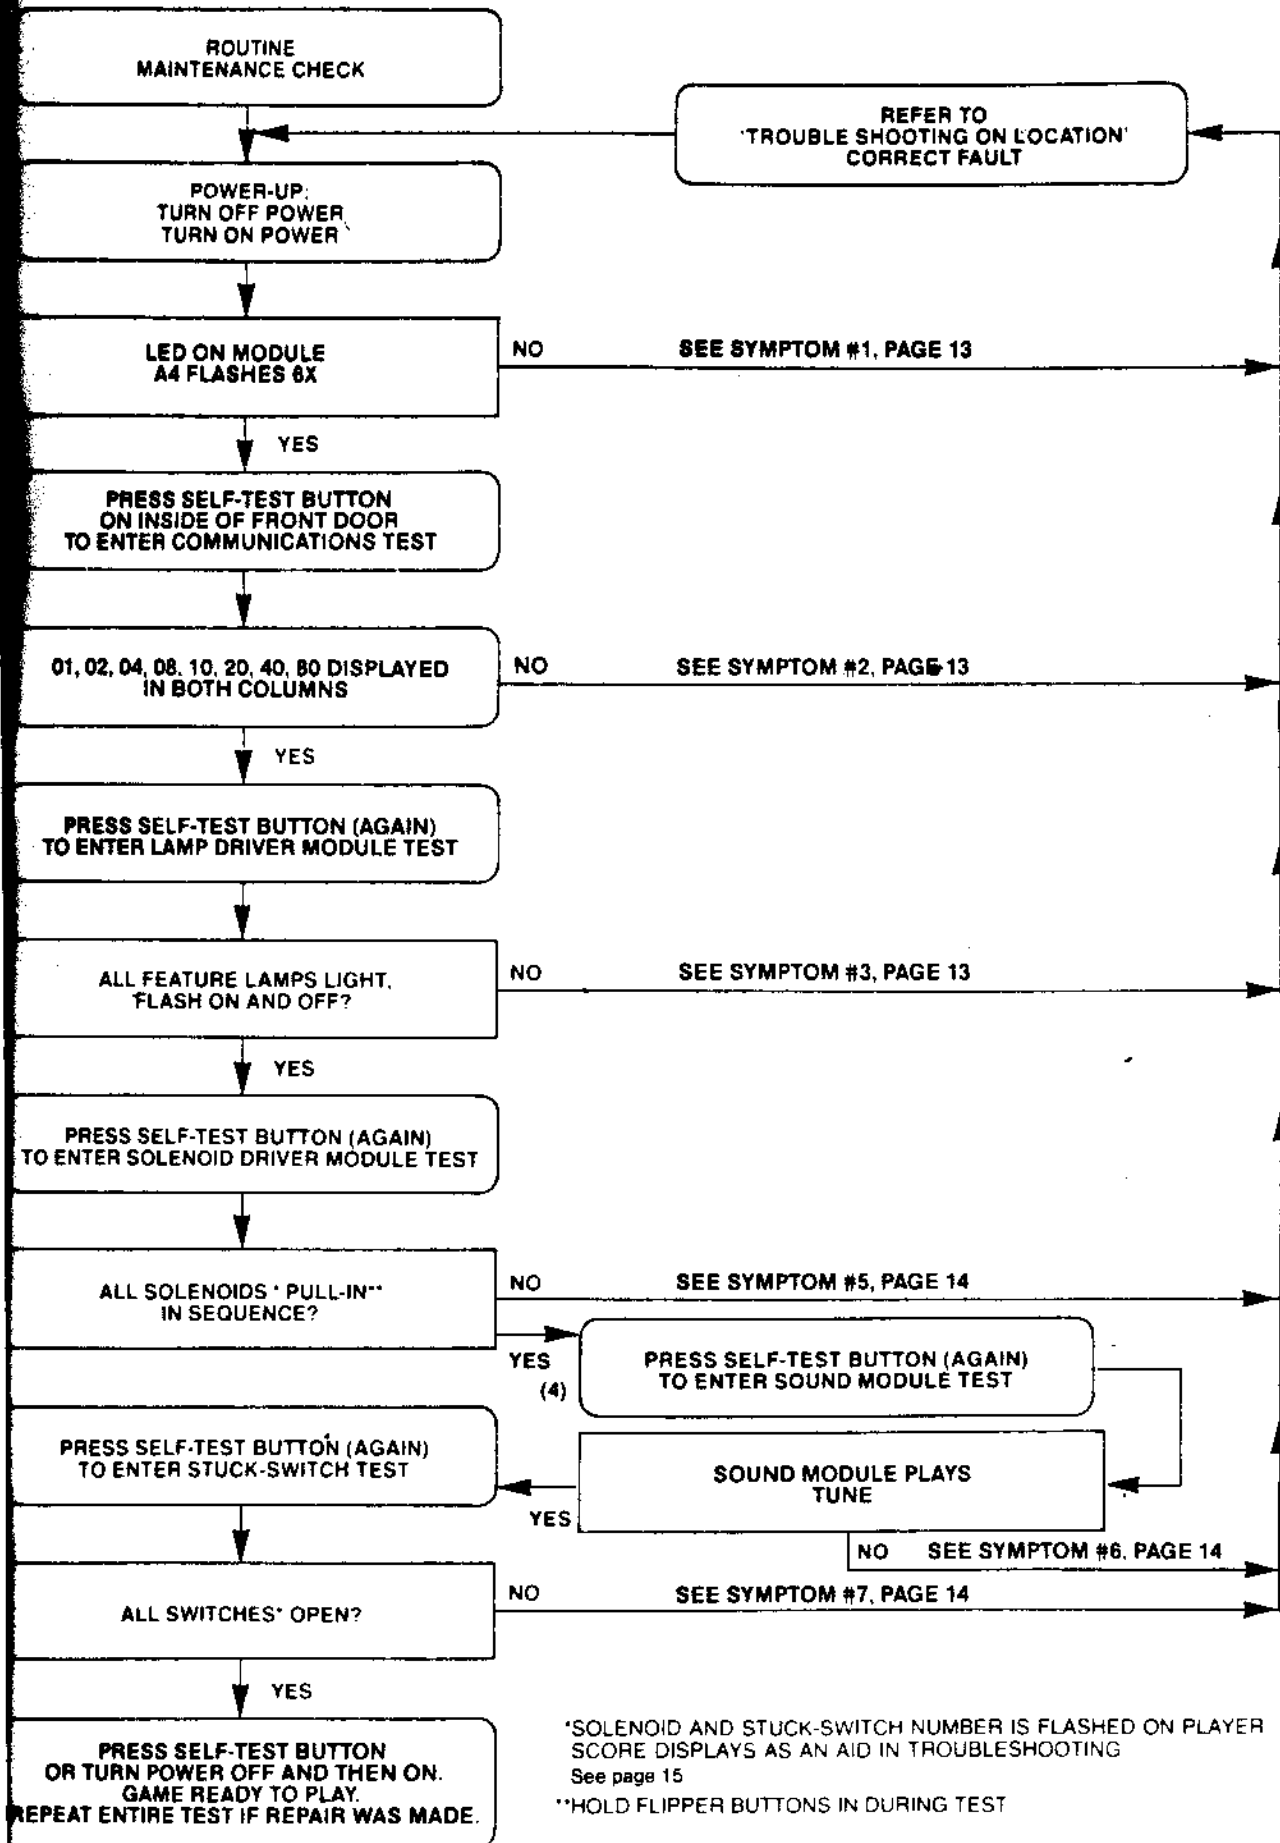 ROUTINE
MAINTENANCE CHECK
REFER TO
'TROUBLE SHOOTING ON LOCATION'
CORRECT FAULT
POWER-UP:
TURN OFF POWER
TURN ON POWER
LED ON MODULE
A4 FLASHES 6X
NO
SEE SYMPTOM #1, PAGE 13
YES
PRESS SELF-TEST BUTTON
ON INSIDE OF FRONT DOOR
TO ENTER COMMUNICATIONS TEST
01, 02, 04, 08, 10, 20, 40, 80 DISPLAYED
IN BOTH COLUMNS
NO
SEE SYMPTOM #2, PAGE 13
YES
PRESS SELF-TEST BUTTON (AGAIN)
TO ENTER LAMP DRIVER MODULE TEST
ALL FEATURE LAMPS LIGHT,
FLASH ON AND OFF?
NO
SEE SYMPTOM #3, PAGE 13
YES
PRESS SELF-TEST BUTTON (AGAIN)
TO ENTER SOLENOID DRIVER MODULE TEST
ALL SOLENOIDS * PULL-IN**
IN SEQUENCE?
NO
SEE SYMPTOM #5, PAGE 14
YES
(4)
PRESS SELF-TEST BUTTON (AGAIN)
TO ENTER SOUND MODULE TEST
SOUND MODULE PLAYS
TUNE
YES
NO
SEE SYMPTOM #6, PAGE 14
PRESS SELF-TEST BUTTON (AGAIN)
TO ENTER STUCK-SWITCH TEST
ALL SWITCHES* OPEN?
NO
SEE SYMPTOM #7, PAGE 14
YES
PRESS SELF-TEST BUTTON
OR TURN POWER OFF AND THEN ON.
GAME READY TO PLAY.
REPEAT ENTIRE TEST IF REPAIR WAS MADE.
*SOLENOID AND STUCK-SWITCH NUMBER IS FLASHED ON PLAYER
SCORE DISPLAYS AS AN AID IN TROUBLESHOOTING
See page 15
**HOLD FLIPPER BUTTONS IN DURING TEST